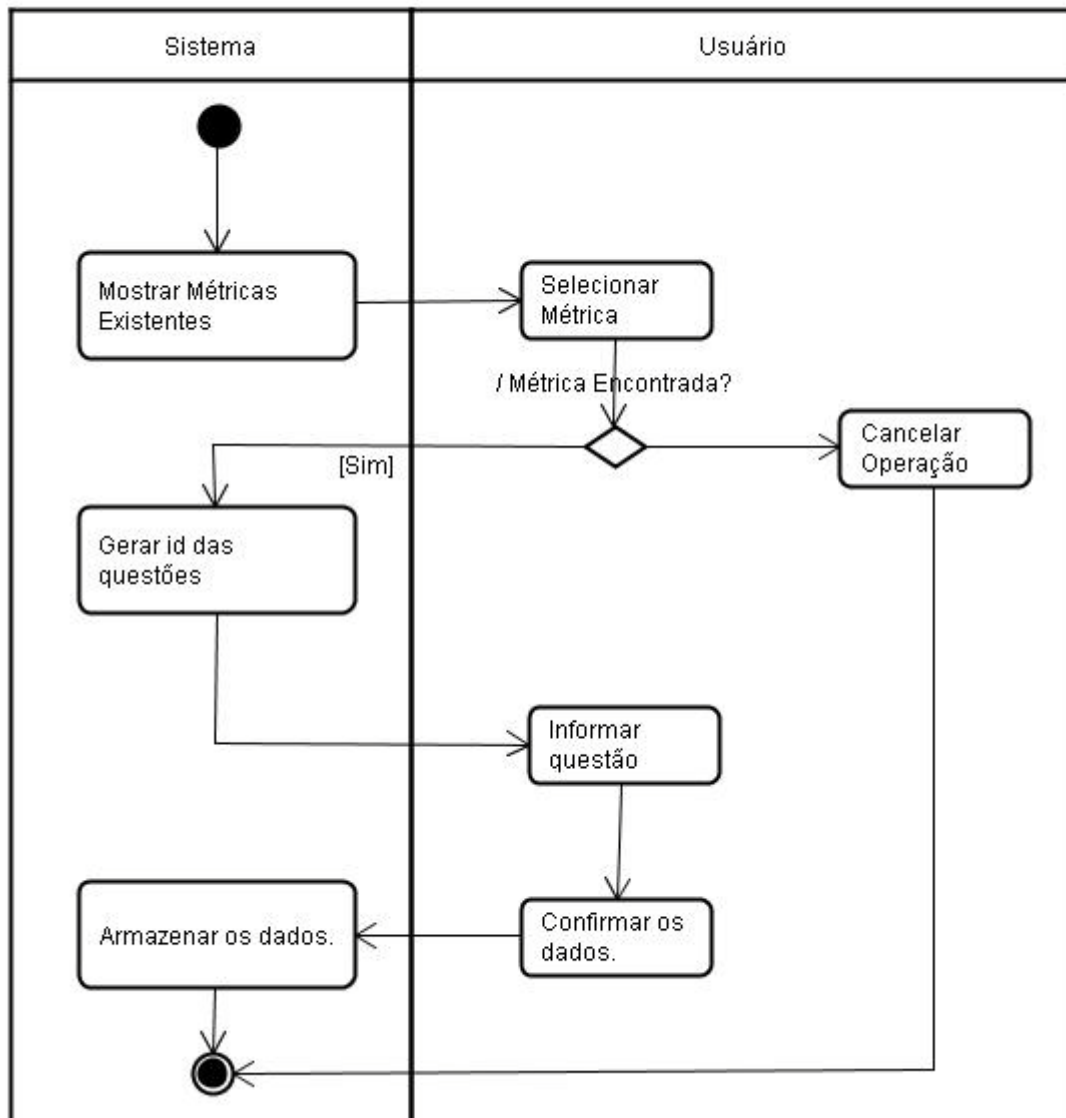 Sistema
Usuário
Mostrar Métricas
Existentes
Selecionar
Métrica
/ Métrica Encontrada?
Cancelar
Operação
[Sim]
Gerar id das
questões
Informar
questão
Armazenar os dados.
Confirmar os
dados.